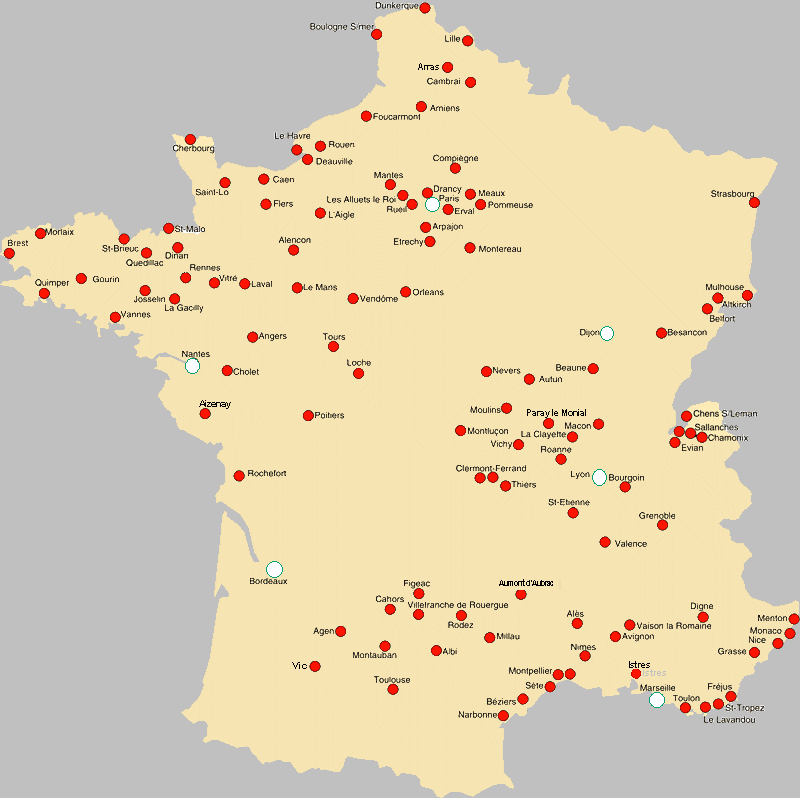 Dunkerque
Boulogne S/mer
Lille
Arras
Cambrai
Amiens
Foucarmont
Le Havre
Rouen
Cherbourg
Deauville
Compiègne
Caen
Mantes
Saint-Lo
Drancy
Meaux
Strasbourg
Les Alluets le Roi
Paris
Flers
Rueil
Erval
Pommeuse
L'Aigle
Arpajon
St-Malo
Morlaix
Alencon
Etrechy
Brest
St-Brieuc
Montereau
Dinan
Quedillac
Rennes
Vitré
Quimper
Gourin
Laval
Le Mans
Mulhouse
Orleans
Josselin
Vendôme
Altkirch
La Gacilly
Vannes
Belfort
Dijon
Besancon
Angers
Tours
Nantes
Loche
Beaune
Cholet
Nevers
Autun
Aizenay
Moulins
Paray le Monial
Chens S/Leman
Poitiers
Macon
Sallanches
Montluçon
La Clayette
Chamonix
Vichy
Evian
Roanne
Clermont-Ferrand
Rochefort
Lyon
Bourgoin
Thiers
St-Etienne
Grenoble
Valence
Bordeaux
Figeac
Aumont d'Aubrac
Cahors
Villefranche de Rouergue
Digne
Alès
Menton
Rodez
Vaison la Romaine
Agen
Monaco
Millau
Avignon
Nice
Albi
Nimes
Grasse
Montauban
Vic
Istres
Montpellier
Istres
Toulouse
Sète
Marseille
Fréjus
Béziers
Toulon
St-Tropez
Narbonne
Le Lavandou